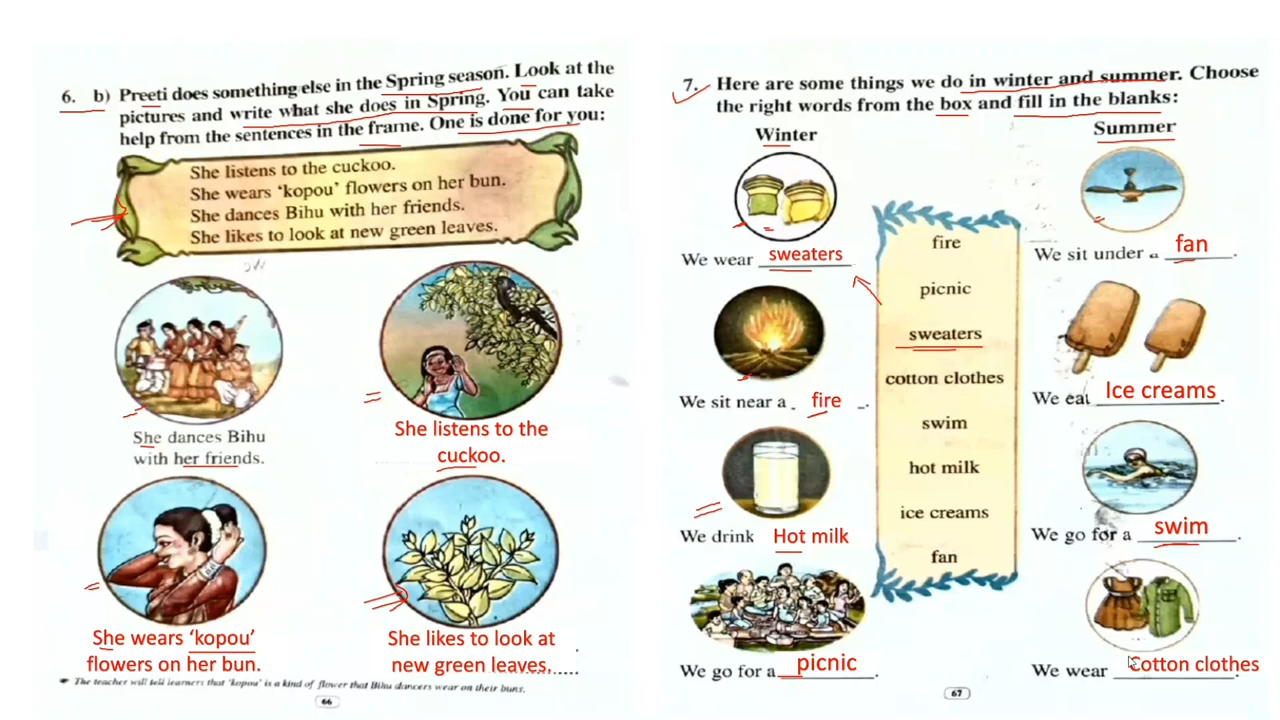 6. b) Preeti does something else in the Spring season. Look at the
pictures and write what she does in Spring. You can take
help from the sentences in the frame. One is done for you:
She listens to the cuckoo.
She wears ‘kopou’ flowers on her bun.
She dances Bihu with her friends.
She likes to look at new green leaves.
She dances Bihu
with her friends.
She listens to the
cuckoo.
She wears ‘kopou’
flowers on her bun.
She likes to look at
new green leaves.....
The teacher will tell learners that ‘kopou’ is a kind of flower that Bihu dancers wear on their buns.
66
7. Here are some things we do in winter and summer. Choose
the right words from the box and fill in the blanks:
Winter
We wear sweaters
We sit near a fire .
We drink Hot milk
We go for a picnic .
fire
picnic
sweaters
cotton clothes
swim
hot milk
ice creams
fan
Summer
We sit under a fan .
We eat Ice creams .
We go for a swim .
We wear Cotton clothes .
67